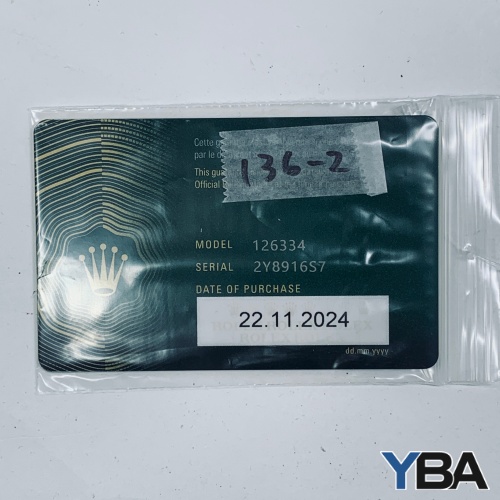 Cette
par le d
136-2
This gu
Official
MODEL 126334
SERIAL 2Y8916S7
DATE OF PURCHASE
22.11.2024
dd.mm.yyyy
YBA